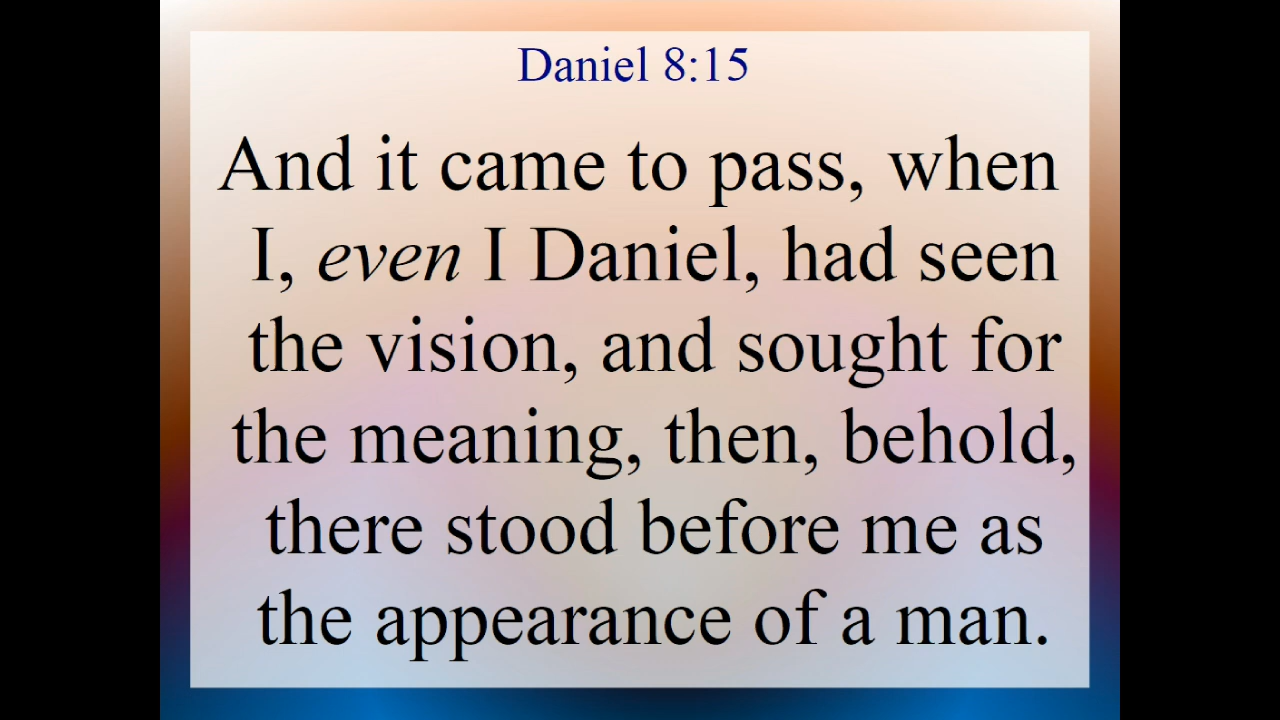 Daniel 8:15
And it came to pass, when
I, even I Daniel, had seen
the vision, and sought for
the meaning, then, behold,
there stood before me as
the appearance of a man.